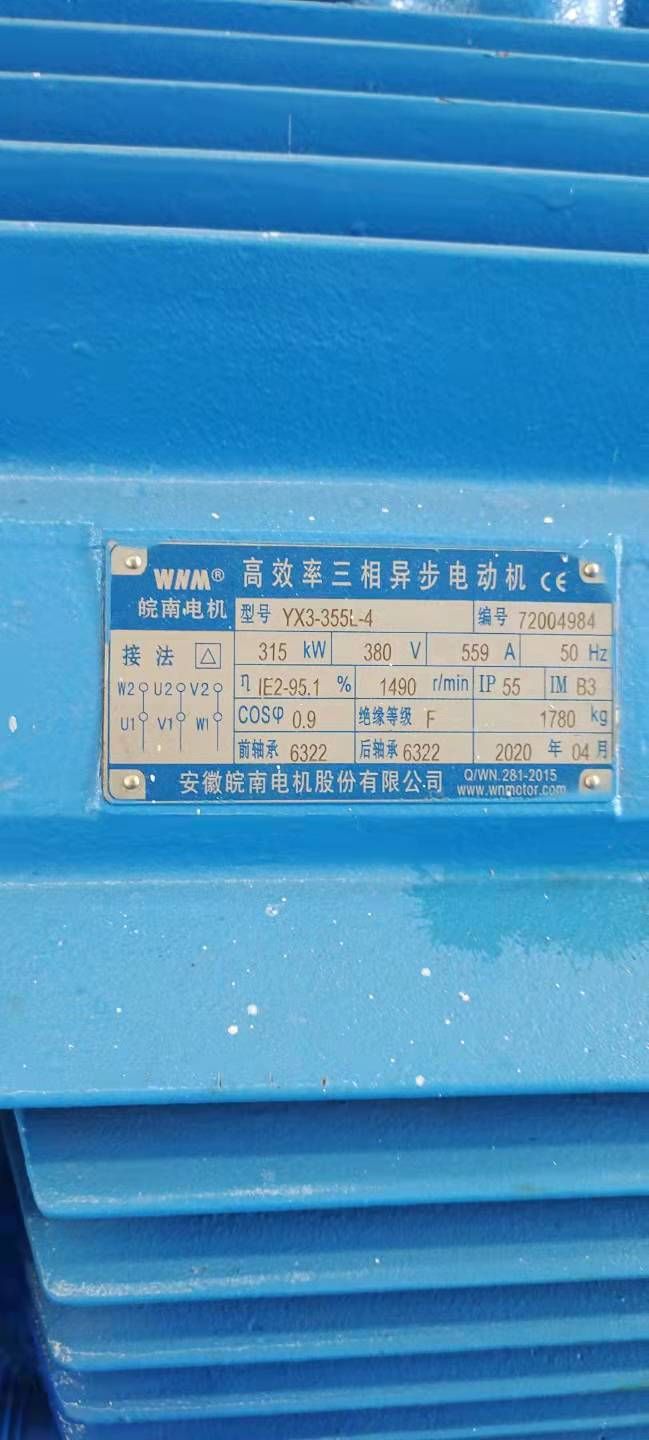 WNM® 高效率三相异步电动机 CE
皖南电机 型号 YX3-355L-4 编号 72004984
接法 △ 315 kW 380 V 559 A 50 Hz
W2 U2 V2 η IE2-95.1 % 1490 r/min IP 55 IM B3
U1 V1 W1 COSφ 0.9 绝缘等级 F 1780 kg
前轴承 6322 后轴承 6322 2020 年 04 月
安徽皖南电机股份有限公司 Q/WN.281-2015
www.wnmotor.com